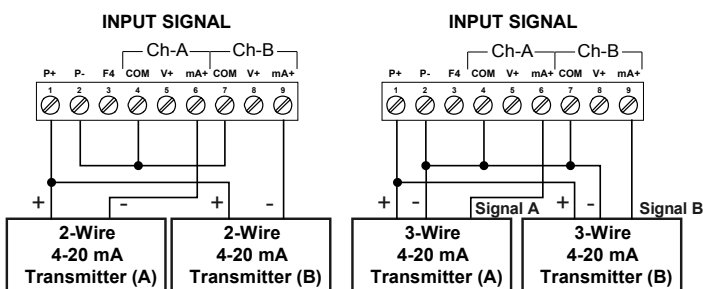 INPUT SIGNAL
Ch-A Ch-B
P+ P- F4 COM V+ mA+ COM V+ mA+
1 2 3 4 5 6 7 8 9
+ - + -
2-Wire
4-20 mA
Transmitter (A)
2-Wire
4-20 mA
Transmitter (B)
INPUT SIGNAL
Ch-A Ch-B
P+ P- F4 COM V+ mA+ COM V+ mA+
1 2 3 4 5 6 7 8 9
+ - Signal A + - Signal B
3-Wire
4-20 mA
Transmitter (A)
3-Wire
4-20 mA
Transmitter (B)